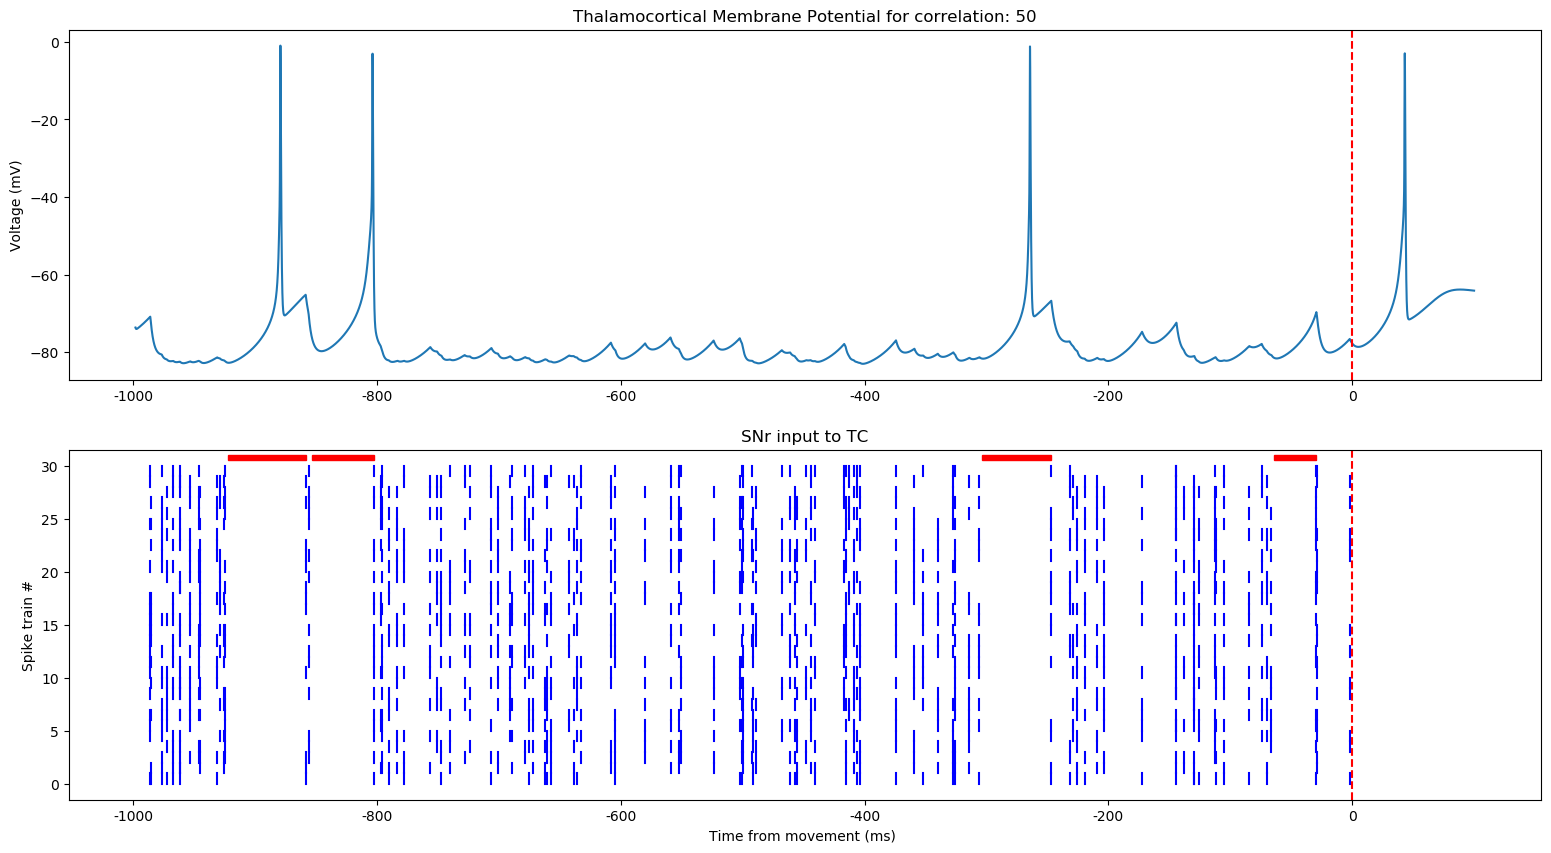 Thalamocortical Membrane Potential for correlation: 50
0
−20
−40
−60
−80
Voltage (mV)
-1000 -800 -600 -400 -200 0
SNr input to TC
30
25
20
15
10
5
0
Spike train #
-1000 -800 -600 -400 -200 0
Time from movement (ms)